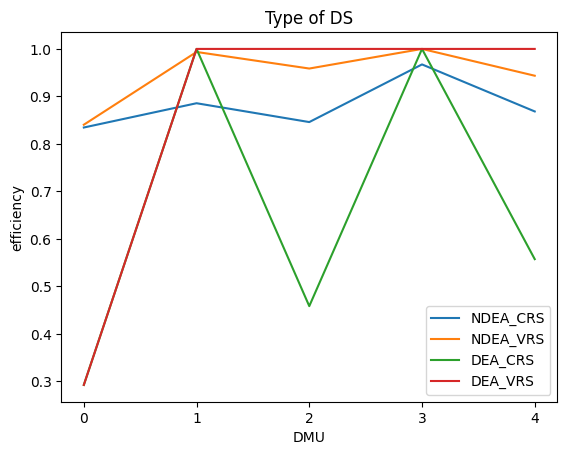 Type of DS
1.0
0.9
0.8
0.7
0.6
0.5
0.4
0.3
efficiency
0
1
2
3
4
DMU
NDEA_CRS
NDEA_VRS
DEA_CRS
DEA_VRS